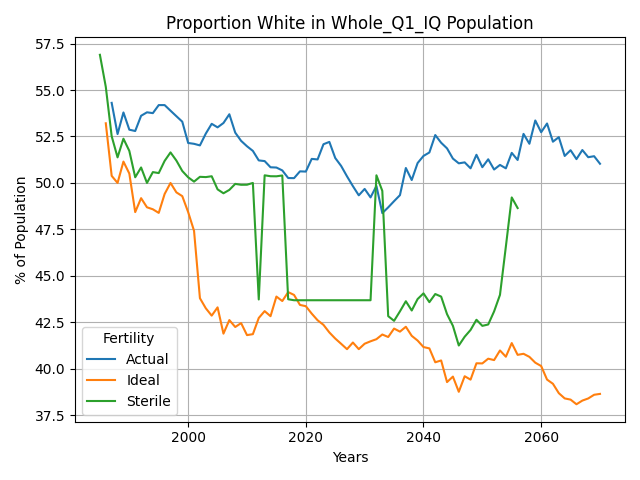 Proportion White in Whole_Q1_IQ Population
57.5
55.0
52.5
50.0
47.5
45.0
42.5
40.0
37.5
% of Population
Fertility
Actual
Ideal
Sterile
2000
2020
2040
2060
Years